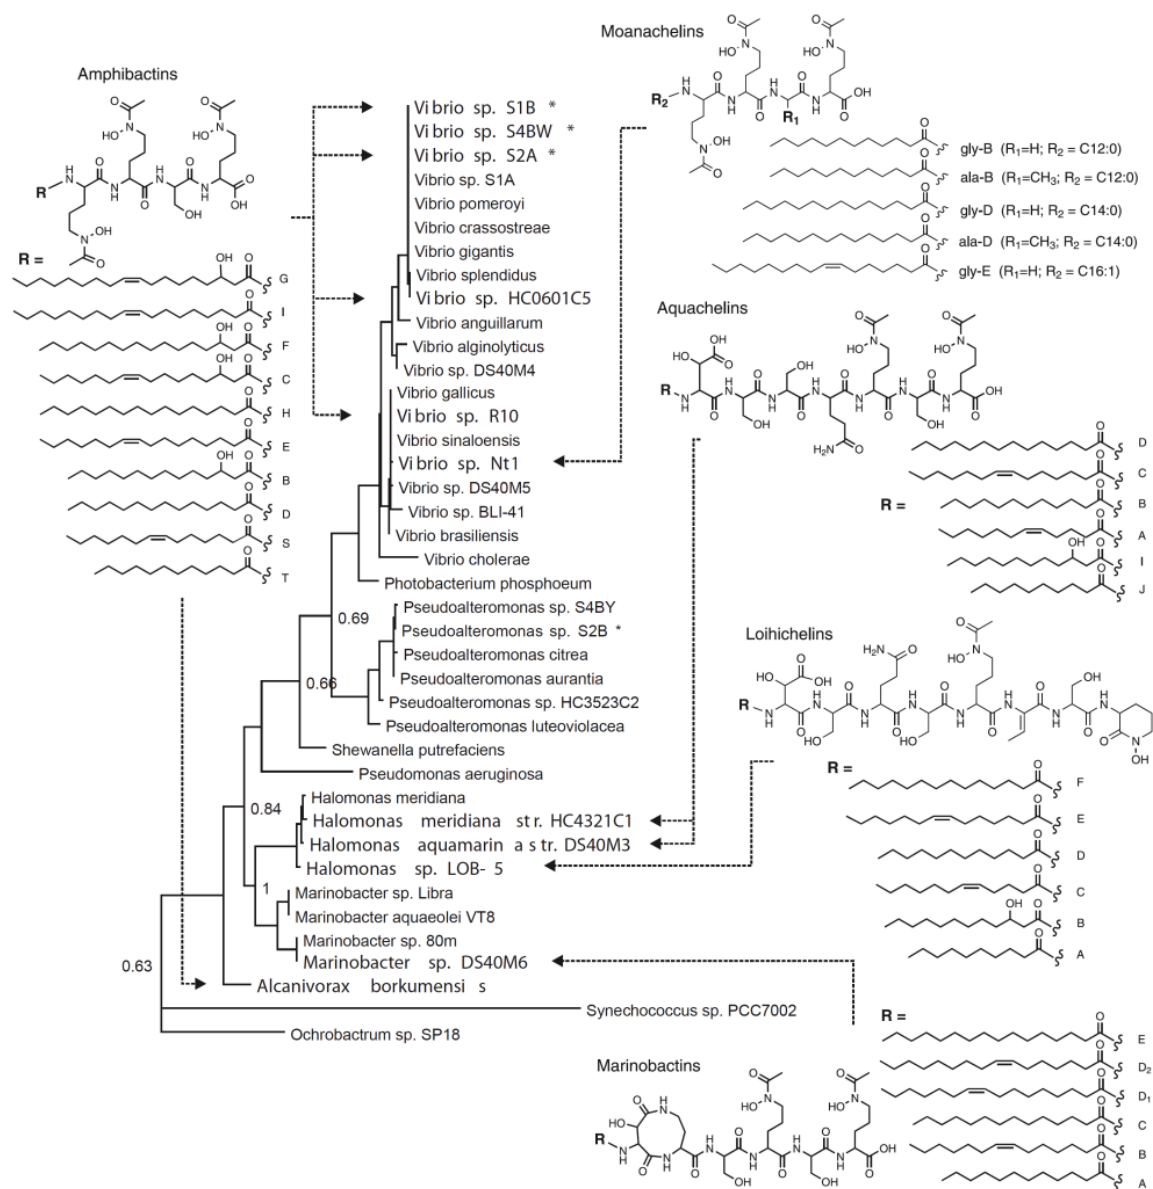 Amphibactins
R
R =
G
I
F
C
H
E
B
D
S
T
Vibrio sp. S1B *
Vibrio sp. S4BW *
Vibrio sp. S2A *
Vibrio sp. S1A
Vibrio pomeroyi
Vibrio crassostreae
Vibrio gigantis
Vibrio splendidus
Vibrio sp. HC0601C5
Vibrio anguillarum
Vibrio alginolyticus
Vibrio sp. DS40M4
Vibrio gallicus
Vibrio sp. R10
Vibrio sinaloensis
Vibrio sp. Nt1
Vibrio sp. DS40M5
Vibrio sp. BLI-41
Vibrio brasiliensis
Vibrio cholerae
Photobacterium phosphoeum
Pseudoalteromonas sp. S4BY
Pseudoalteromonas sp. S2B *
Pseudoalteromonas citrea
Pseudoalteromonas aurantia
Pseudoalteromonas sp. HC3523C2
Pseudoalteromonas luteoviolacea
Shewanella putrefaciens
Pseudomonas aeruginosa
Halomonas meridiana
Halomonas meridiana str. HC4321C1
Halomonas aquamarin a str. DS40M3
Halomonas sp. LOB- 5
Marinobacter sp. Libra
Marinobacter aquaeolei VT8
Marinobacter sp. 80m
Marinobacter sp. DS40M6
Alcanivorax borkumensi s
Synechococcus sp. PCC7002
Ochrobactrum sp. SP18
0.69
0.66
0.84
1
0.63
Moanachelins
R2
R1
gly-B (R1=H; R2 = C12:0)
ala-B (R1=CH3; R2 = C12:0)
gly-D (R1=H; R2 = C14:0)
ala-D (R1=CH3; R2 = C14:0)
gly-E (R1=H; R2 = C16:1)
Aquachelins
R
R =
D
C
B
A
I
J
Loihichelins
R
R =
F
E
D
C
B
A
Marinobactins
R
R =
E
D2
D1
C
B
A